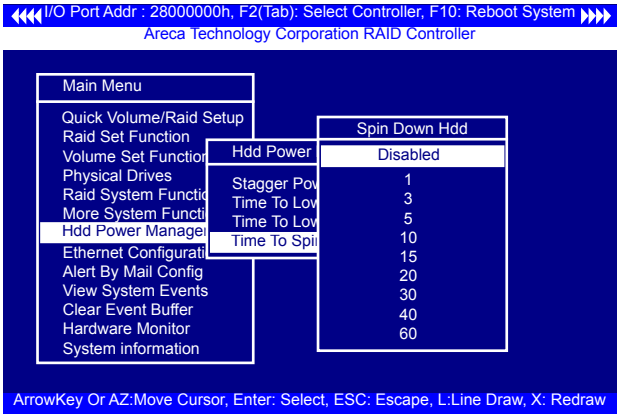 I/O Port Addr : 28000000h, F2(Tab): Select Controller, F10: Reboot System
Areca Technology Corporation RAID Controller
Main Menu
Quick Volume/Raid Setup
Raid Set Function
Volume Set Function
Physical Drives
Raid System Functio
More System Functi
Hdd Power Manage
Ethernet Configurati
Alert By Mail Config
View System Events
Clear Event Buffer
Hardware Monitor
System information
Hdd Power
Stagger Pow
Time To Low
Time To Low
Time To Spi
Spin Down Hdd
Disabled
1
3
5
10
15
20
30
40
60
ArrowKey Or AZ:Move Cursor, Enter: Select, ESC: Escape, L:Line Draw, X: Redraw